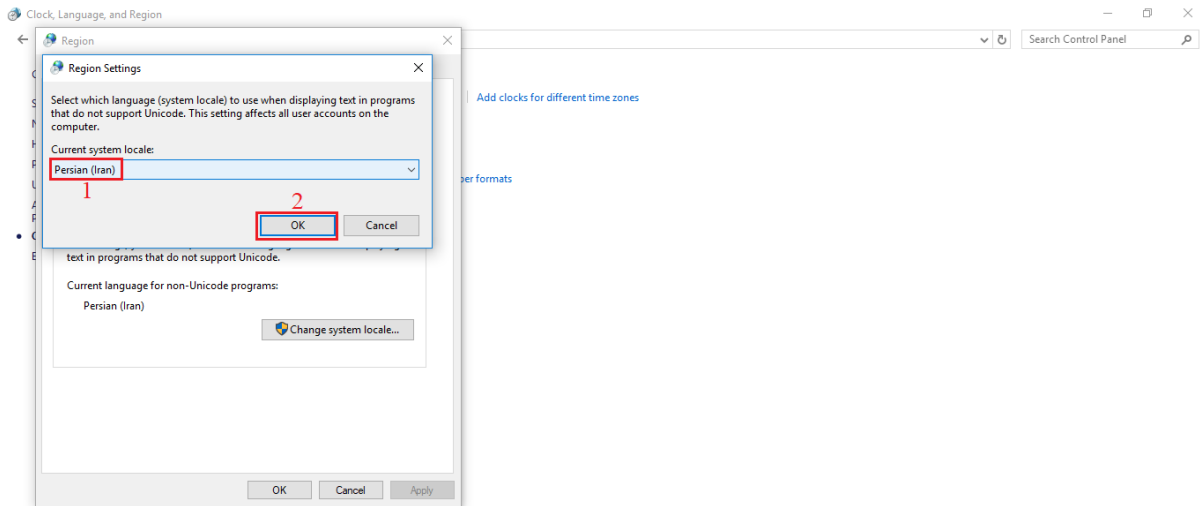 Clock, Language, and Region
Search Control Panel
Region
Region Settings
Select which language (system locale) to use when displaying text in programs
that do not support Unicode. This setting affects all user accounts on the
computer.
Current system locale:
Persian (Iran)
1
2
OK
Cancel
text in programs that do not support Unicode.
Current language for non-Unicode programs:
Persian (Iran)
Change system locale...
OK
Cancel
Apply
Add clocks for different time zones
formats